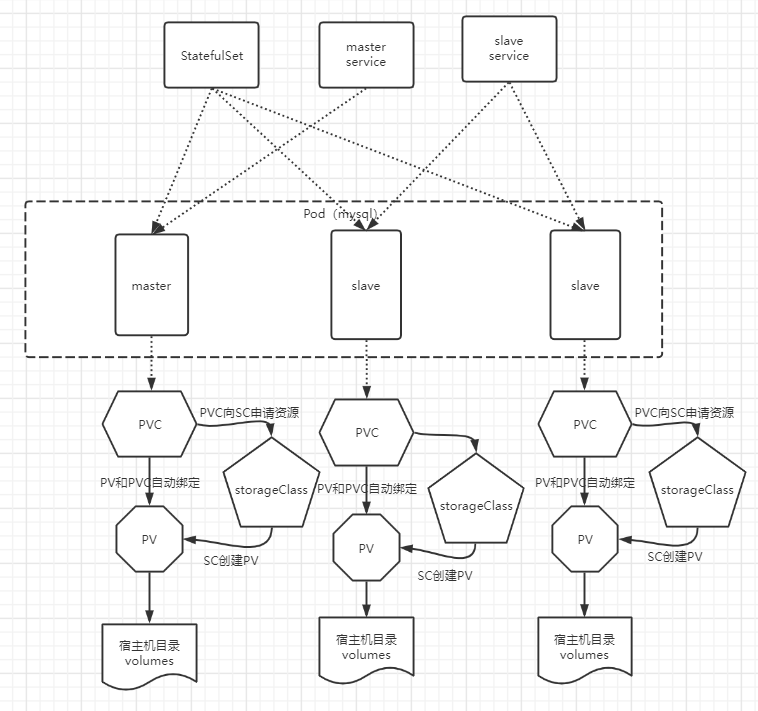 StatefulSet
master
service
slave
service
Pod（mysql）
master
slave
slave
PVC
PVC向SC申请资源
PVC
PVC
PVC向SC申请资源
PV和PVC自动绑定
storageClass
PV和PVC自动绑定
storageClass
PV和PVC自动绑定
storageClass
PV
SC创建PV
PV
SC创建PV
PV
SC创建PV
宿主机目录
volumes
宿主机目录
volumes
宿主机目录
volumes